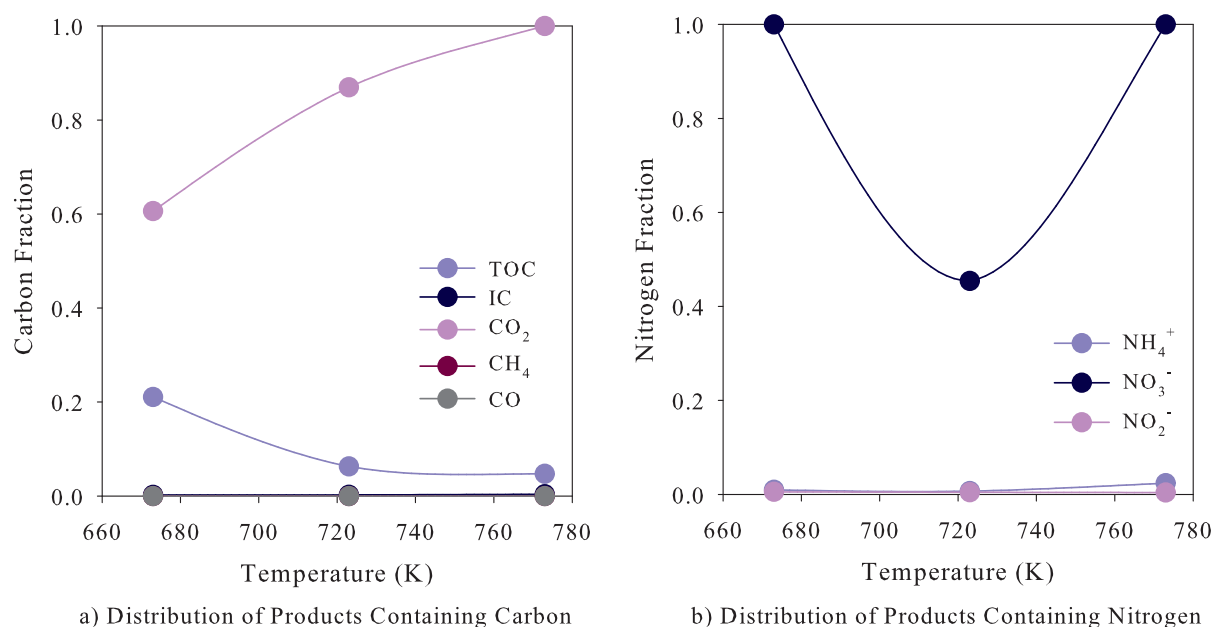 1.0
0.8
0.6
0.4
0.2
0.0
Carbon Fraction
TOC
IC
CO₂
CH₄
CO
660 680 700 720 740 760 780
Temperature (K)
a) Distribution of Products Containing Carbon
1.0
0.8
0.6
0.4
0.2
0.0
Nitrogen Fraction
NH₄⁺
NO₃⁻
NO₂⁻
660 680 700 720 740 760 780
Temperature (K)
b) Distribution of Products Containing Nitrogen